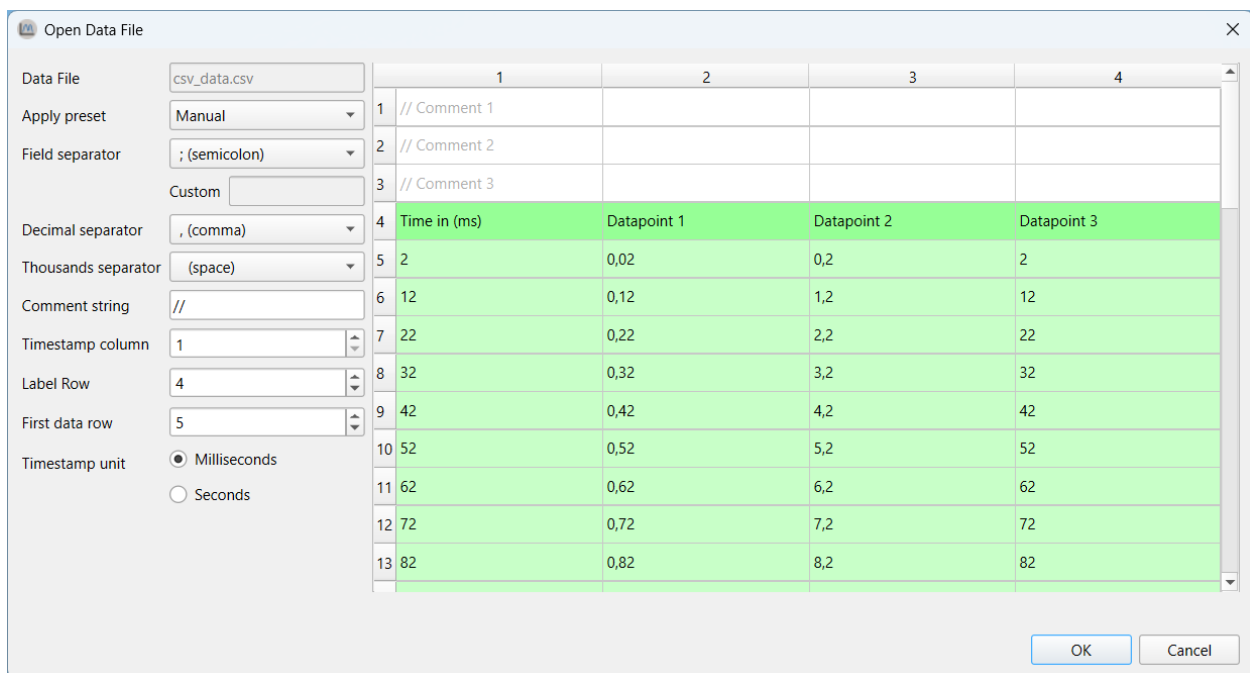 Open Data File
Data File csv_data.csv
Apply preset Manual
Field separator ; (semicolon)
Custom
Decimal separator , (comma)
Thousands separator (space)
Comment string //
Timestamp column 1
Label Row 4
First data row 5
Timestamp unit Milliseconds
Seconds
1 2 3 4
1 // Comment 1
2 // Comment 2
3 // Comment 3
4 Time in (ms) Datapoint 1 Datapoint 2 Datapoint 3
5 2 0,02 0,2 2
6 12 0,12 1,2 12
7 22 0,22 2,2 22
8 32 0,32 3,2 32
9 42 0,42 4,2 42
10 52 0,52 5,2 52
11 62 0,62 6,2 62
12 72 0,72 7,2 72
13 82 0,82 8,2 82
OK Cancel